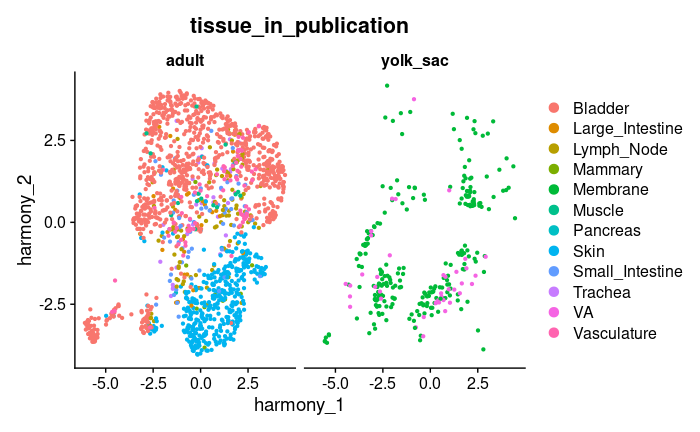 tissue_in_publication
adult
yolk_sac
harmony_2
2.5
0.0
-2.5
-5.0
-2.5
0.0
2.5
-5.0
-2.5
0.0
2.5
harmony_1
Bladder
Large_Intestine
Lymph_Node
Mammary
Membrane
Muscle
Pancreas
Skin
Small_Intestine
Trachea
VA
Vasculature